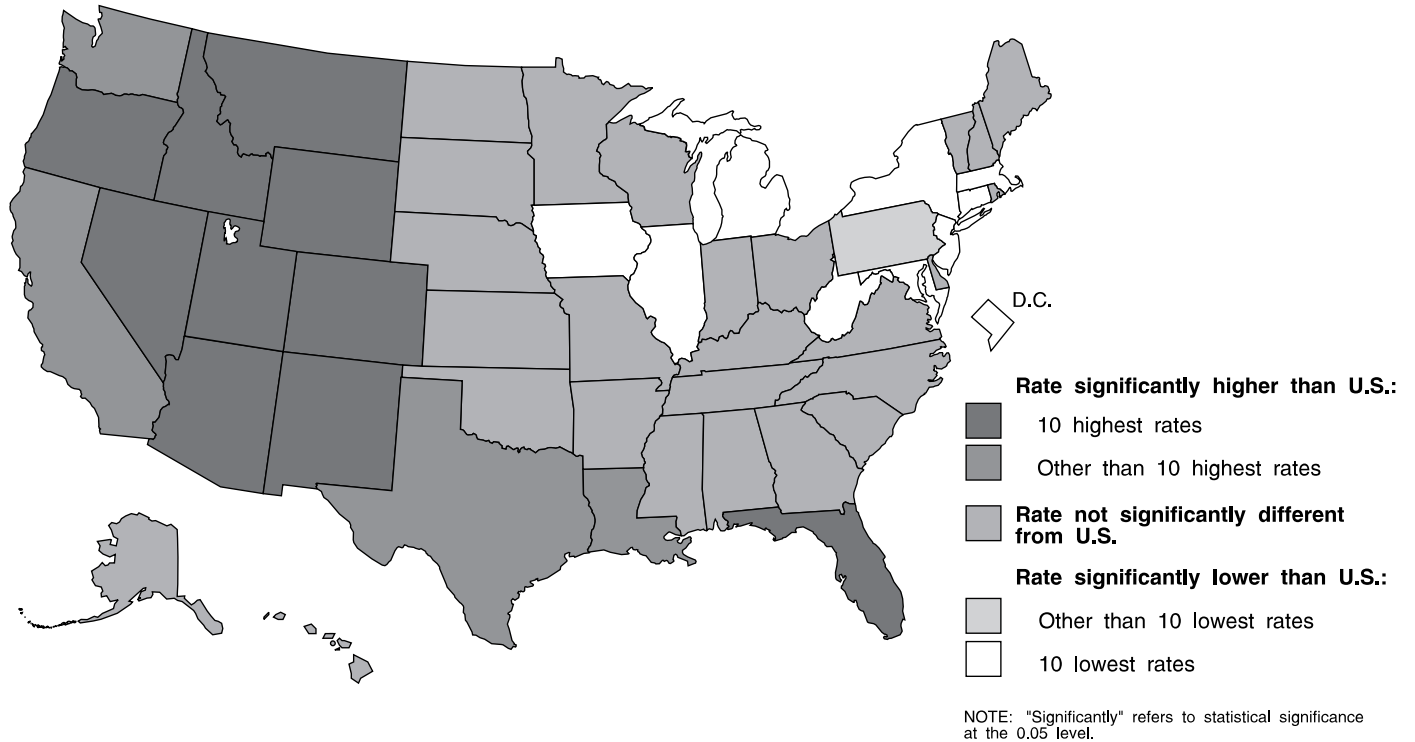 D.C.
Rate significantly higher than U.S.:
10 highest rates
Other than 10 highest rates
Rate not significantly different
from U.S.
Rate significantly lower than U.S.:
Other than 10 lowest rates
10 lowest rates
NOTE: "Significantly" refers to statistical significance
at the 0.05 level.